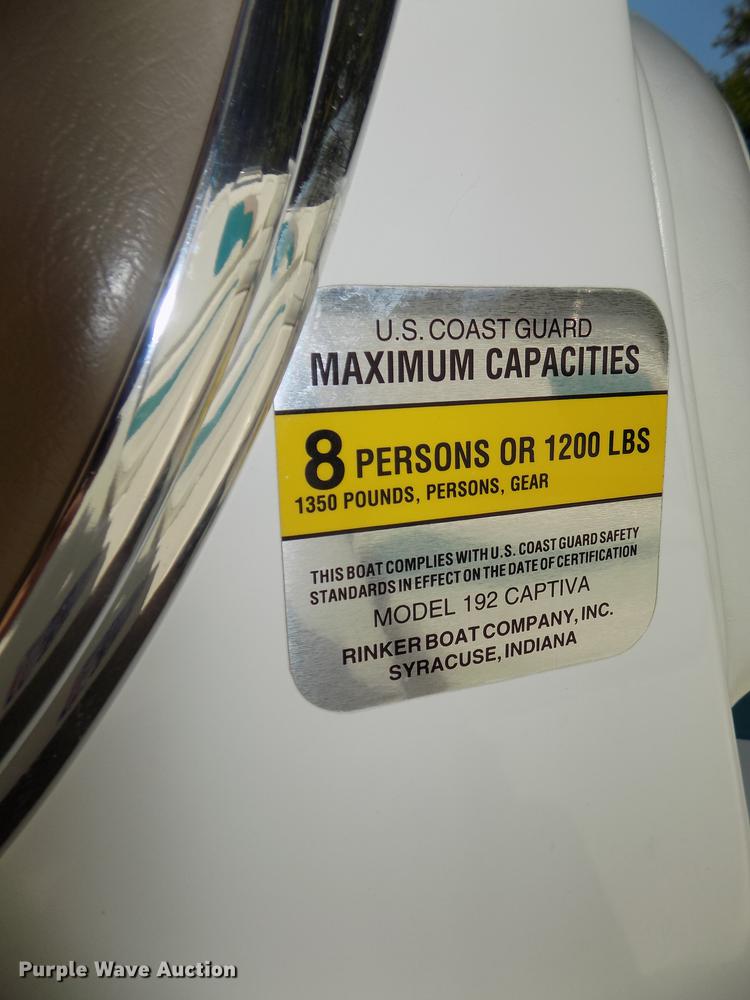 U.S. COAST GUARD
MAXIMUM CAPACITIES
8 PERSONS OR 1200 LBS
1350 POUNDS, PERSONS, GEAR
THIS BOAT COMPLIES WITH U.S. COAST GUARD SAFETY
STANDARDS IN EFFECT ON THE DATE OF CERTIFICATION
MODEL 192 CAPTIVA
RINKER BOAT COMPANY, INC.
SYRACUSE, INDIANA
Purple Wave Auction